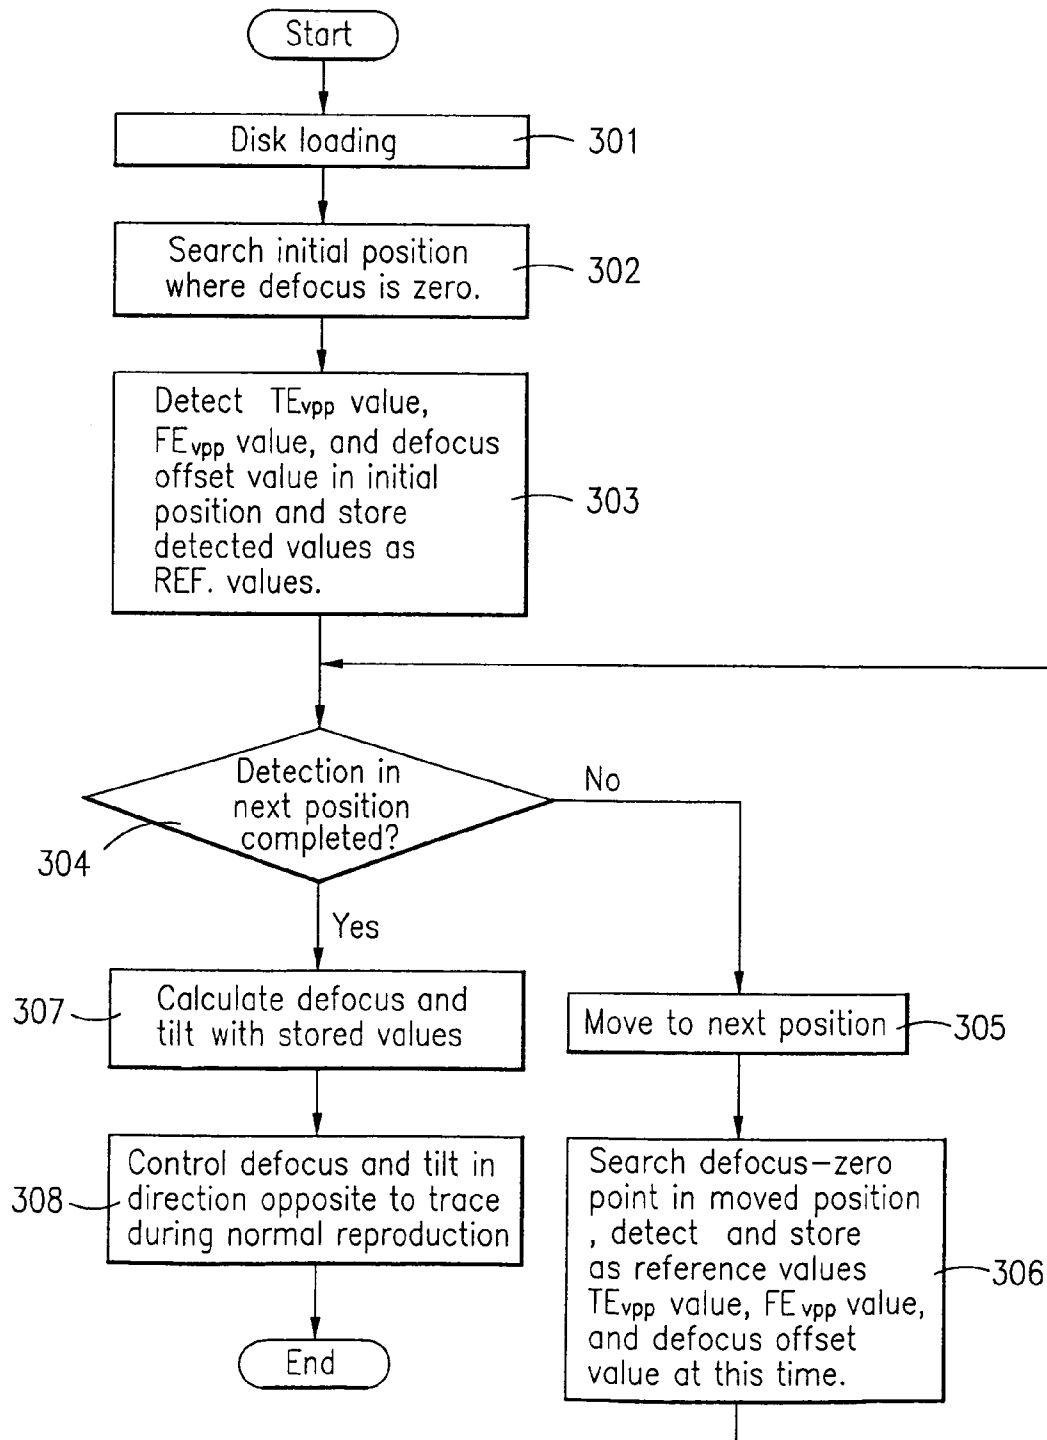 Start
Disk loading
301
Search initial position
where defocus is zero.
302
Detect TEvpp value,
FEvpp value, and defocus
offset value in initial
position and store
detected values as
REF. values.
303
Detection in
next position
completed?
304
No
Yes
Calculate defocus and
tilt with stored values
307
Move to next position
305
Control defocus and tilt in
direction opposite to trace
during normal reproduction
308
Search defocus-zero
point in moved position
, detect and store
as reference values
TEvpp value, FEvpp value,
and defocus offset
value at this time.
306
End